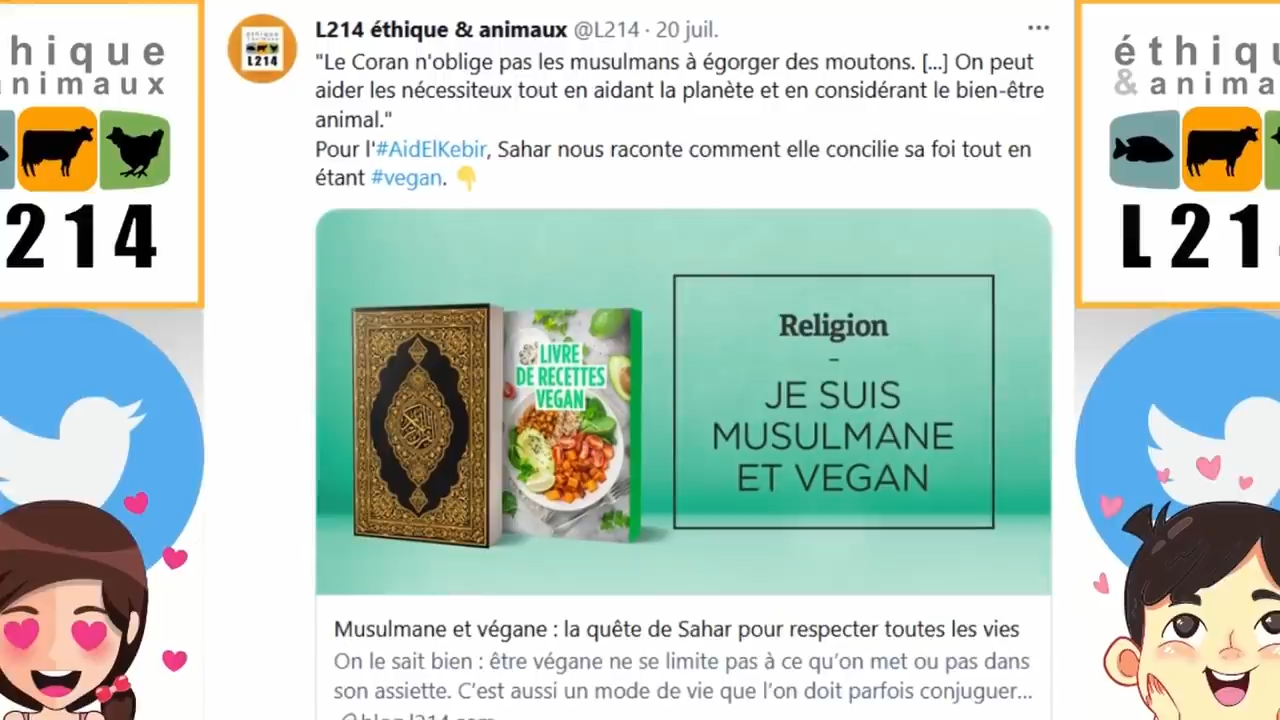 L214 éthique & animaux @L214 · 20 juil.
"Le Coran n'oblige pas les musulmans à égorger des moutons. [...] On peut
aider les nécessiteux tout en aidant la planète et en considérant le bien-être
animal."
Pour l'#AidElKebir, Sahar nous raconte comment elle concilie sa foi tout en
étant #vegan. 👇
éthique
& animaux
L214
LIVRE
DE RECETTES
VEGAN
Religion
-
JE SUIS
MUSULMANE
ET VEGAN
Musulmane et végane : la quête de Sahar pour respecter toutes les vies
On le sait bien : être végane ne se limite pas à ce qu'on met ou pas dans
son assiette. C'est aussi un mode de vie que l'on doit parfois conjuguer...
hique
animaux
214
éthiqu
& anima
L214